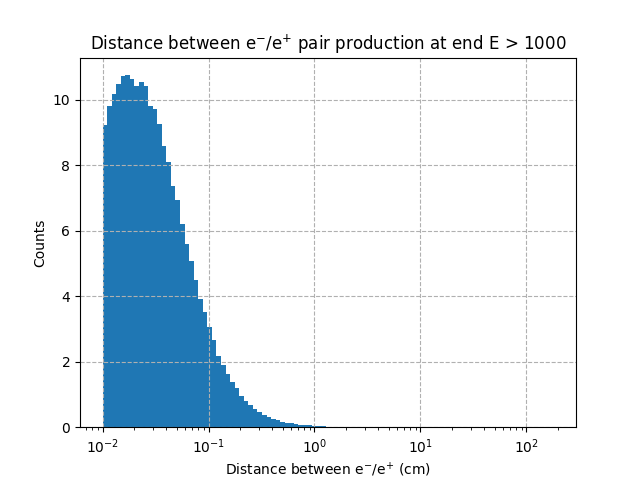 Distance between e⁻/e⁺ pair production at end E > 1000
Counts
10
8
6
4
2
0
10⁻² 10⁻¹ 10⁰ 10¹ 10²
Distance between e⁻/e⁺ (cm)